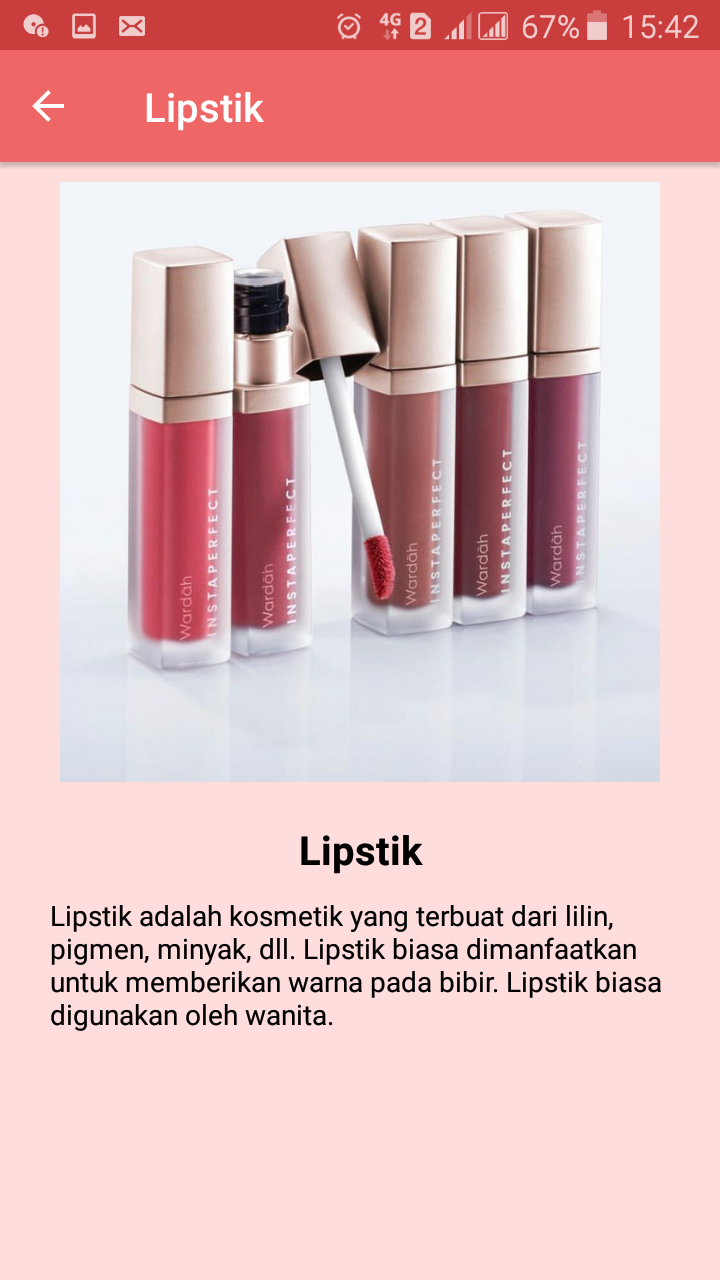 4G 2 67% 15:42
Lipstik
Wardah INSTAPERFECT
Wardah INSTAPERFECT
Wardah INSTAPERFECT
Wardah INSTAPERFECT
Wardah INSTAPERFECT
Lipstik
Lipstik adalah kosmetik yang terbuat dari lilin,
pigmen, minyak, dll. Lipstik biasa dimanfaatkan
untuk memberikan warna pada bibir. Lipstik biasa
digunakan oleh wanita.